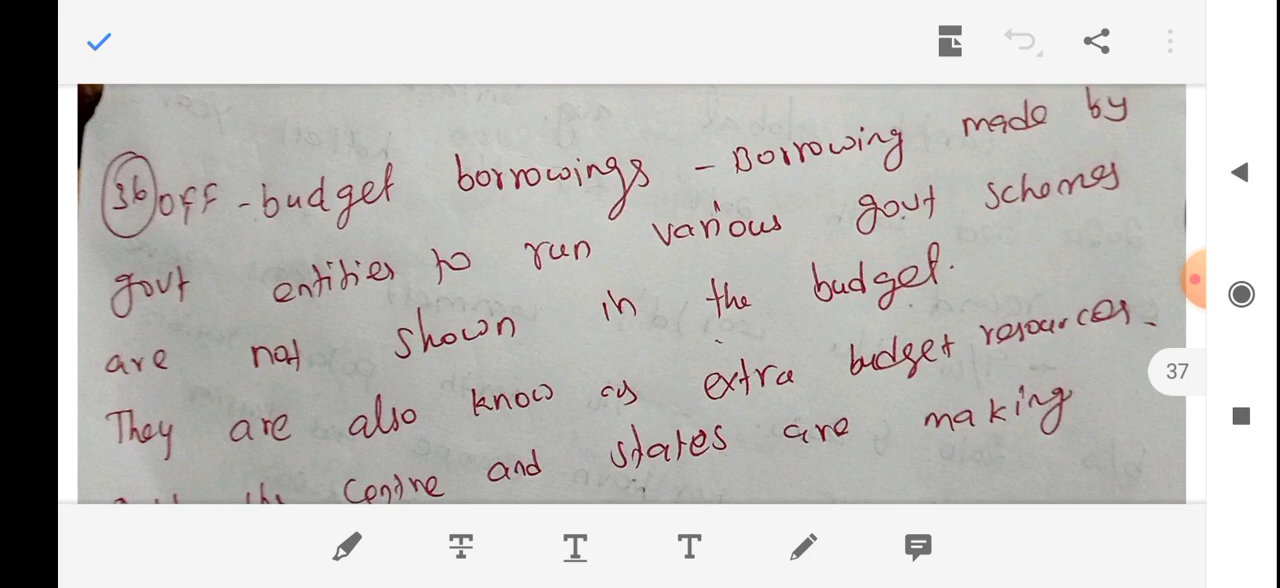 36 off-budget borrowings - Borrowing made by
govt entities to run various govt schemes
are not shown in the budget.
They are also know as extra budget resources.
the centre and states are making
37